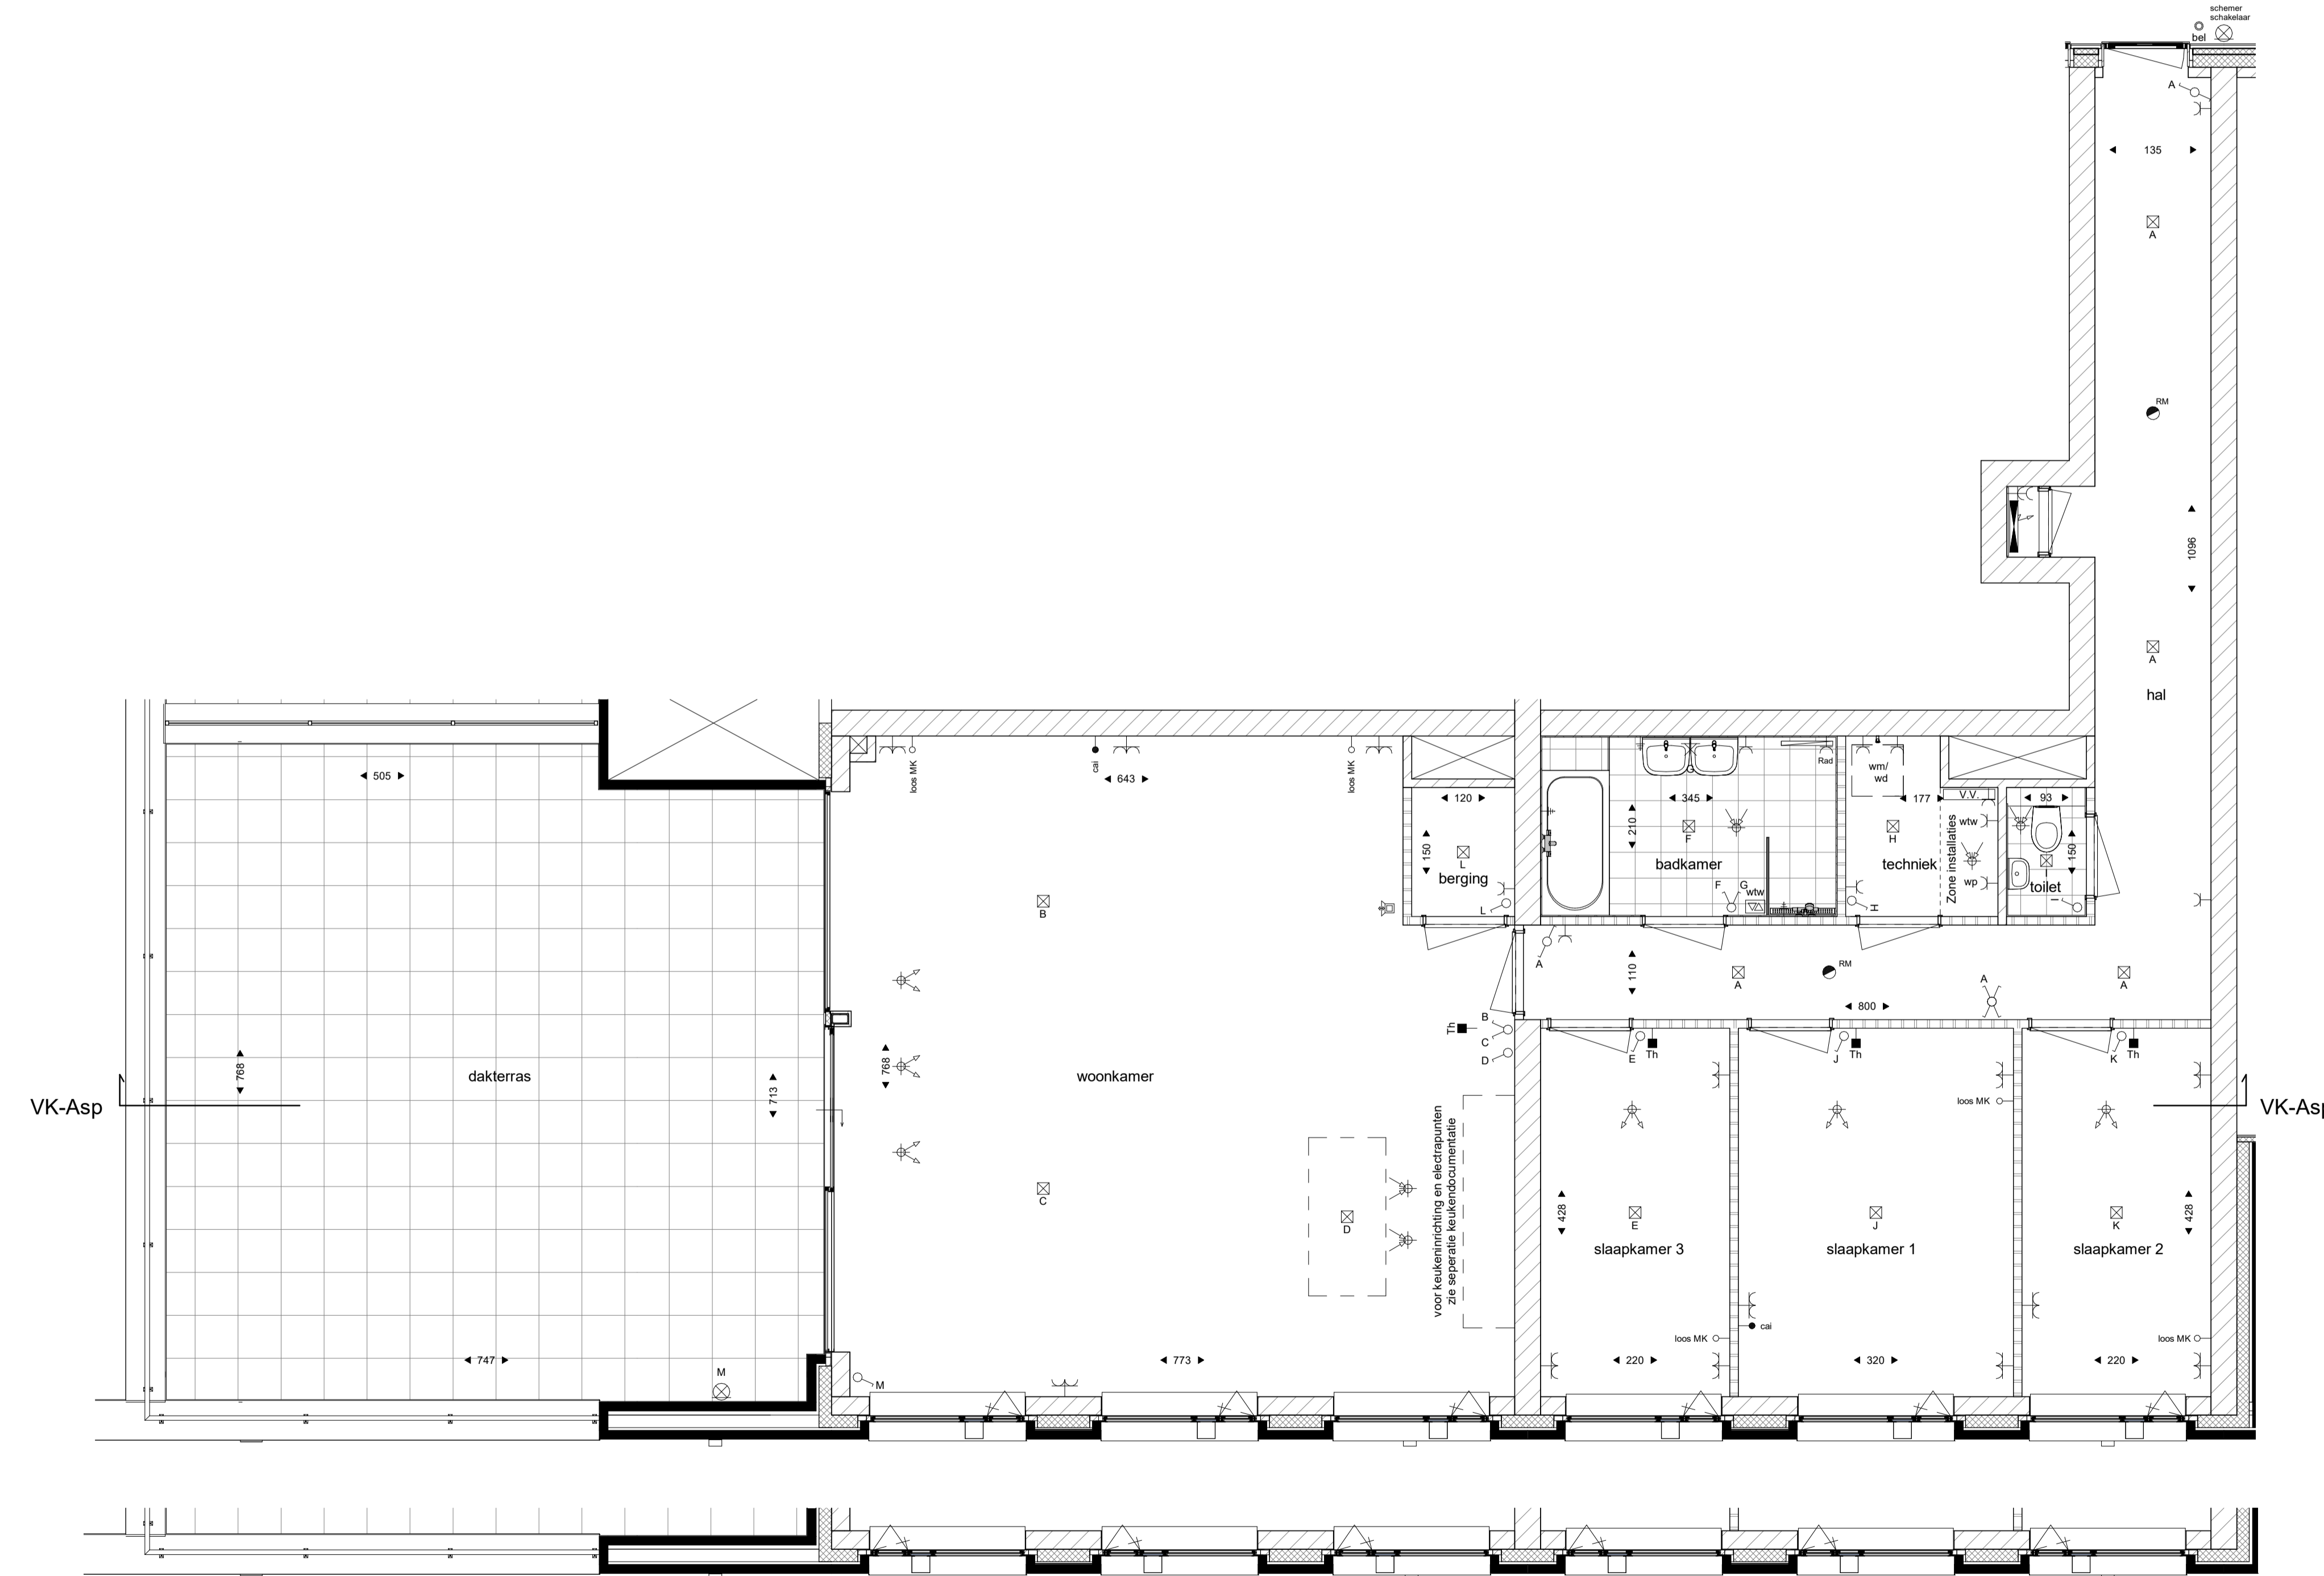 schemer
schakelaar
bel
A
135
A
RM
1096
A
hal
505
loos MK
cai
643
loos MK
120
150
L
berging
L
G
345
210
F
badkamer
F
G
wtw
Rad
wm/
wd
177
H
techniek
H
Zone installaties
V.V.
wtw
wp
93
150
I
toilet
I
B
A
110
A
RM
A
A
800
Th
B
C
D
E
Th
J
Th
K
Th
768
dakterras
713
768
woonkamer
VK-Asp
VK-Asp
loos MK
voor keukeninrichting en electrapunten
zie seperatie keukendocumentatie
C
D
428
E
J
K
428
slaapkamer 3
slaapkamer 1
slaapkamer 2
cai
loos MK
loos MK
747
M
M
773
220
320
220